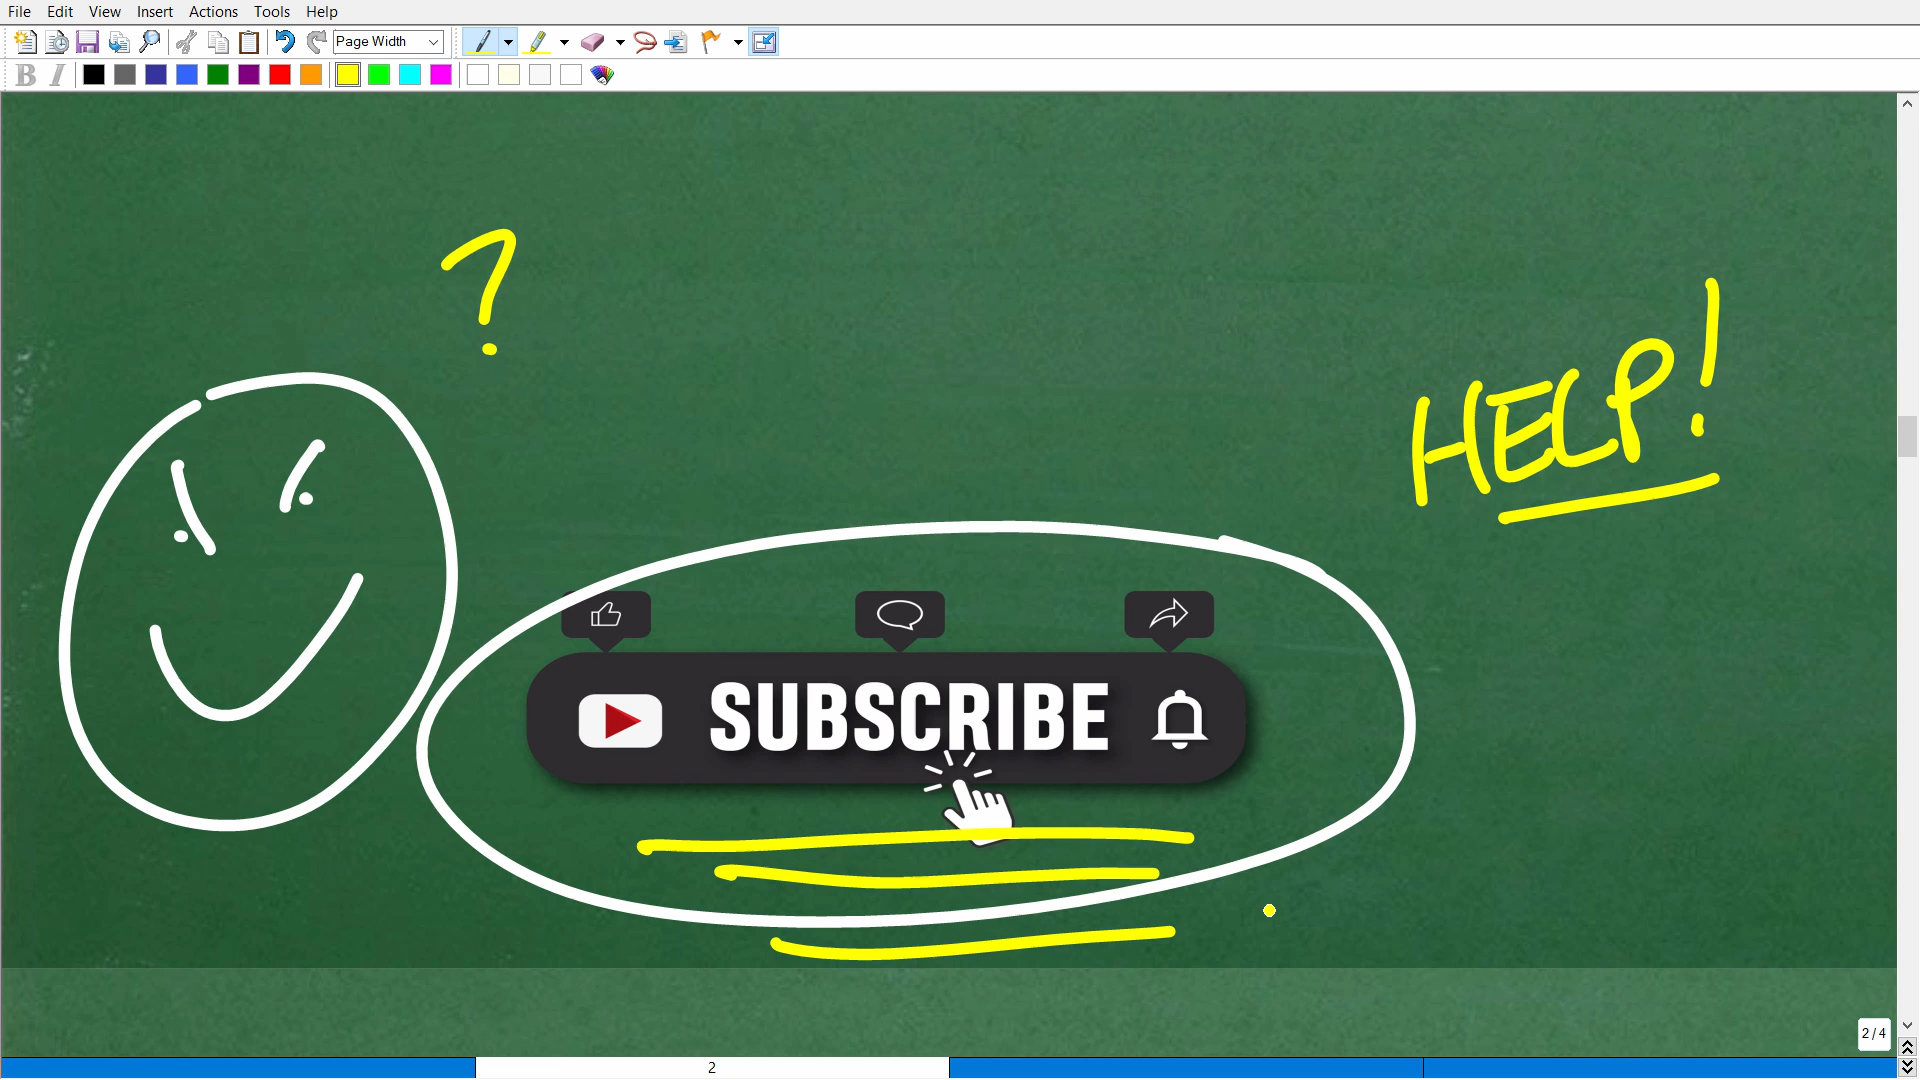 File Edit View Insert Actions Tools Help
Page Width
B I
?
HELP!
SUBSCRIBE
2 / 4
2